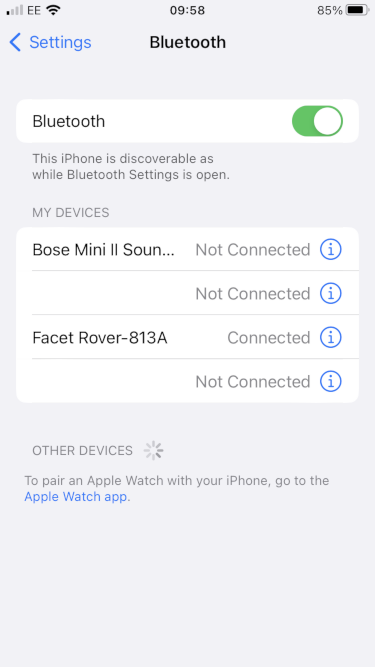 EE 09:58 85%
Settings Bluetooth
Bluetooth
This iPhone is discoverable as
while Bluetooth Settings is open.
MY DEVICES
Bose Mini II Soun... Not Connected
Not Connected
Facet Rover-813A Connected
Not Connected
OTHER DEVICES
To pair an Apple Watch with your iPhone, go to the
Apple Watch app.